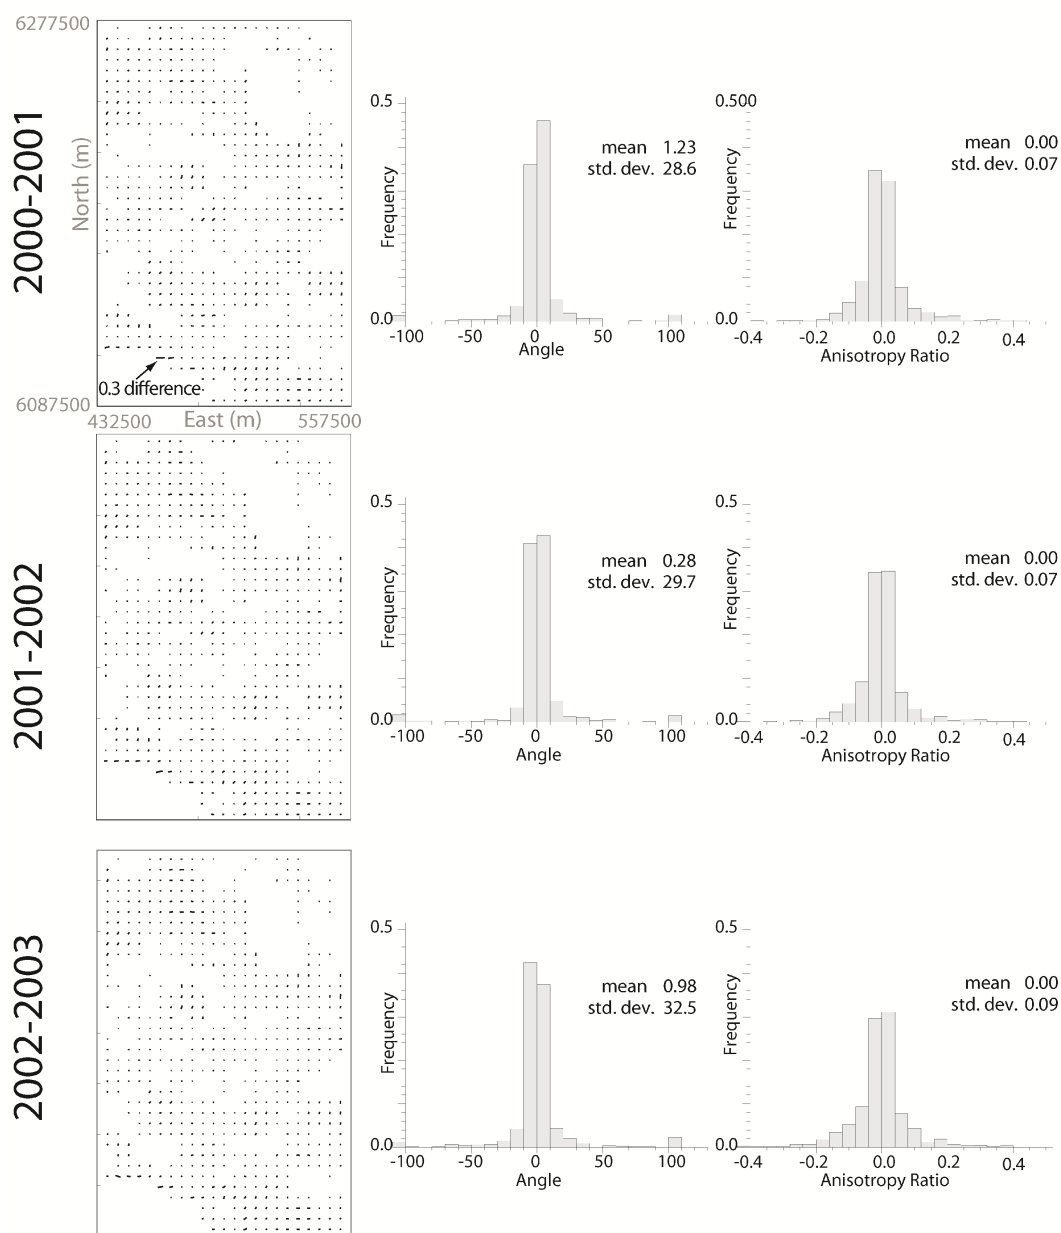 2000-2001
6277500
North (m)
0.3 difference
6087500
432500 East (m) 557500
0.5
Frequency
mean 1.23
std. dev. 28.6
0.0
-100 -50 0 50 100
Angle
0.500
Frequency
mean 0.00
std. dev. 0.07
0.0
-0.4 -0.2 0.0 0.2 0.4
Anisotropy Ratio
2001-2002
0.5
Frequency
mean 0.28
std. dev. 29.7
0.0
-100 -50 0 50 100
Angle
0.5
Frequency
mean 0.00
std. dev. 0.07
0.0
-0.4 -0.2 0.0 0.2 0.4
Anisotropy Ratio
2002-2003
0.5
Frequency
mean 0.98
std. dev. 32.5
0.0
-100 -50 0 50 100
Angle
0.5
Frequency
mean 0.00
std. dev. 0.09
0.0
-0.4 -0.2 0.0 0.2 0.4
Anisotropy Ratio